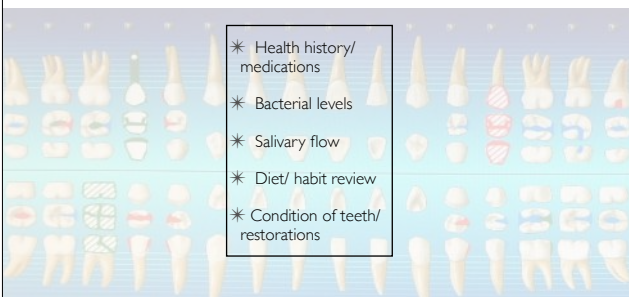 ✳ Health history/
medications
✳ Bacterial levels
✳ Salivary flow
✳ Diet/ habit review
✳ Condition of teeth/
restorations